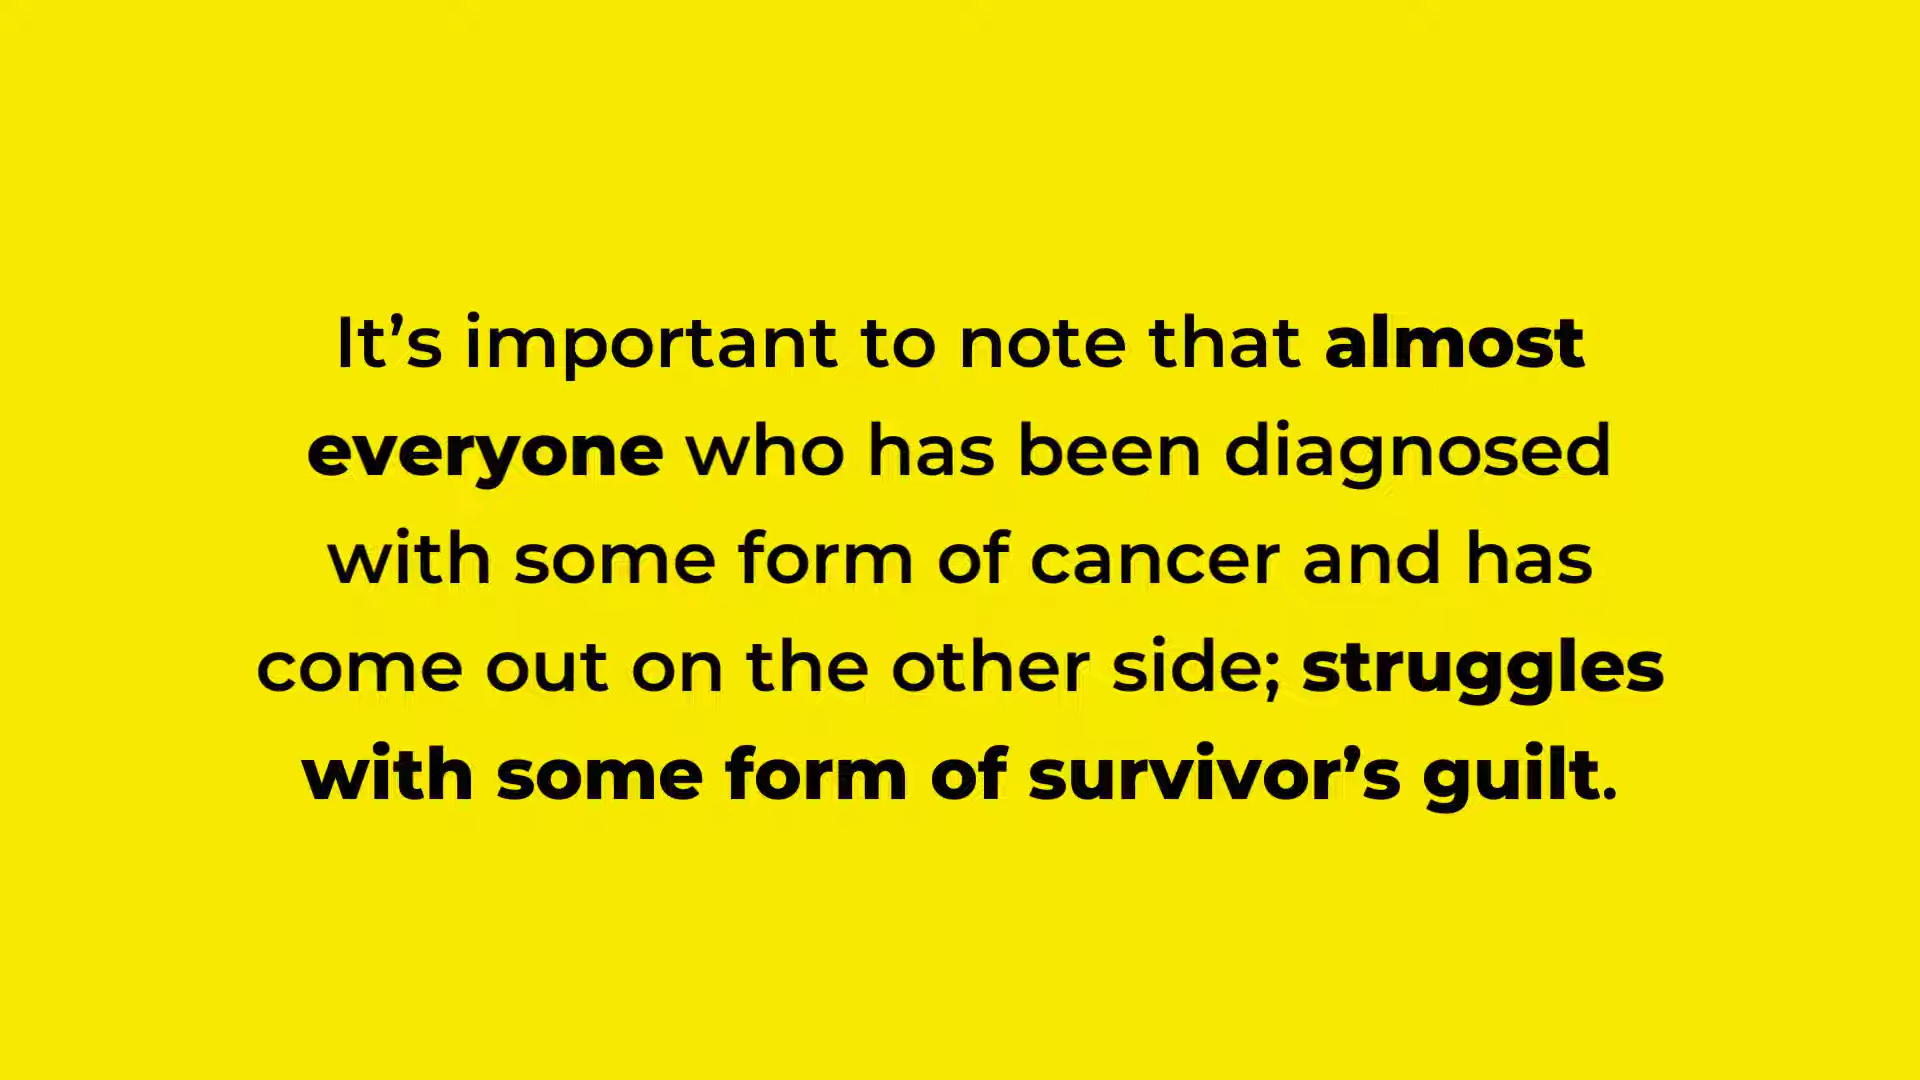 It’s important to note that almost
everyone who has been diagnosed
with some form of cancer and has
come out on the other side; struggles
with some form of survivor’s guilt.